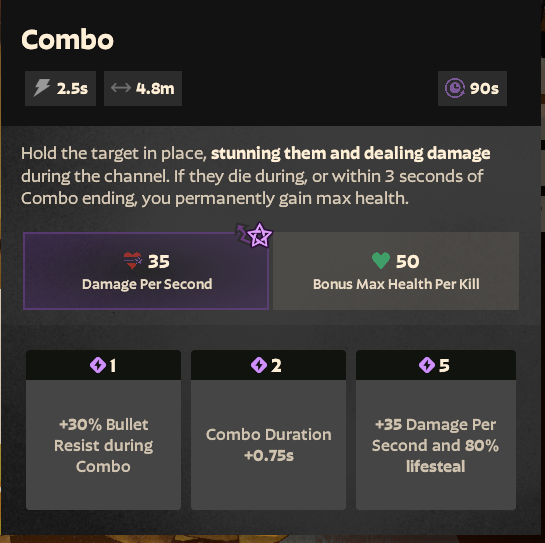 Combo
2.5s
4.8m
90s
Hold the target in place, stunning them and dealing damage
during the channel. If they die during, or within 3 seconds of
Combo ending, you permanently gain max health.
35
Damage Per Second
50
Bonus Max Health Per Kill
1
+30% Bullet
Resist during
Combo
2
Combo Duration
+0.75s
5
+35 Damage Per
Second and 80%
lifesteal